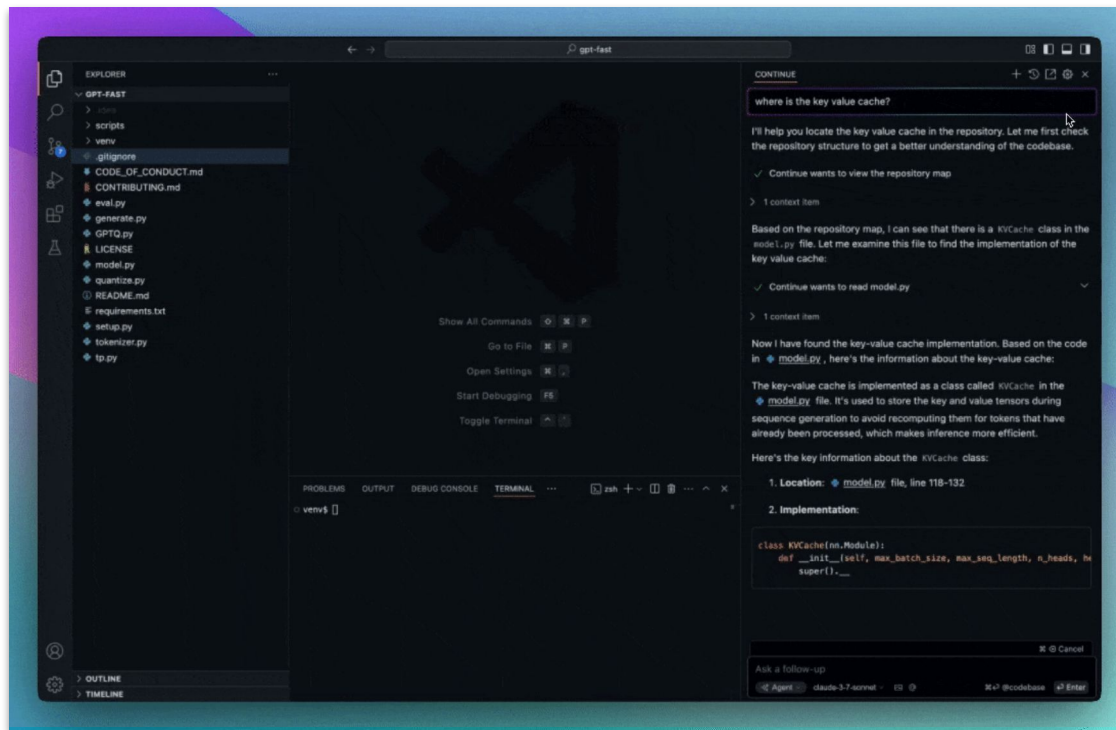 gpt-fast
EXPLORER
CONTINUE
GPT-FAST
scripts
venv
.gitignore
CODE_OF_CONDUCT.md
CONTRIBUTING.md
eval.py
generate.py
GPTQ.py
LICENSE
model.py
quantize.py
README.md
requirements.txt
setup.py
tokenizer.py
tp.py
OUTLINE
TIMELINE
7
Show All Commands ⇧ ⌘ P
Go to File ⌘ P
Open Settings ⌘ ,
Start Debugging F5
Toggle Terminal ^ `
PROBLEMS OUTPUT DEBUG CONSOLE TERMINAL ... zsh
venv$
where is the key value cache?
I'll help you locate the key value cache in the repository. Let me first check
the repository structure to get a better understanding of the codebase.
Continue wants to view the repository map
1 context item
Based on the repository map, I can see that there is a KVCache class in the
model.py file. Let me examine this file to find the implementation of the
key value cache:
Continue wants to read model.py
1 context item
Now I have found the key-value cache implementation. Based on the code
in model.py , here's the information about the key-value cache:
The key-value cache is implemented as a class called KVCache in the
model.py file. It's used to store the key and value tensors during
sequence generation to avoid recomputing them for tokens that have
already been processed, which makes inference more efficient.
Here's the key information about the KVCache class:
1. Location: model.py file, line 118-132
2. Implementation:
class KVCache(nn.Module):
def __init__(self, max_batch_size, max_seq_length, n_heads, he
super().__
⌘ Cancel
Ask a follow-up
Agent claude-3-7-sonnet ⌘⏎ @codebase ⏎ Enter